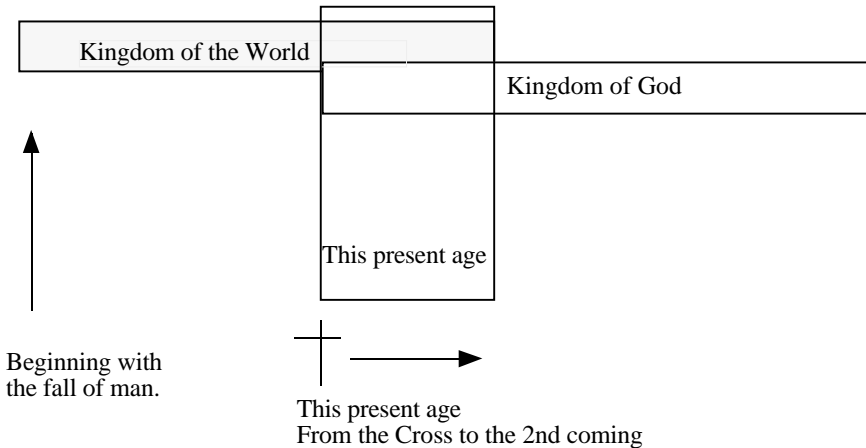 Kingdom of the World
Kingdom of God
This present age
Beginning with
the fall of man.
This present age
From the Cross to the 2nd coming